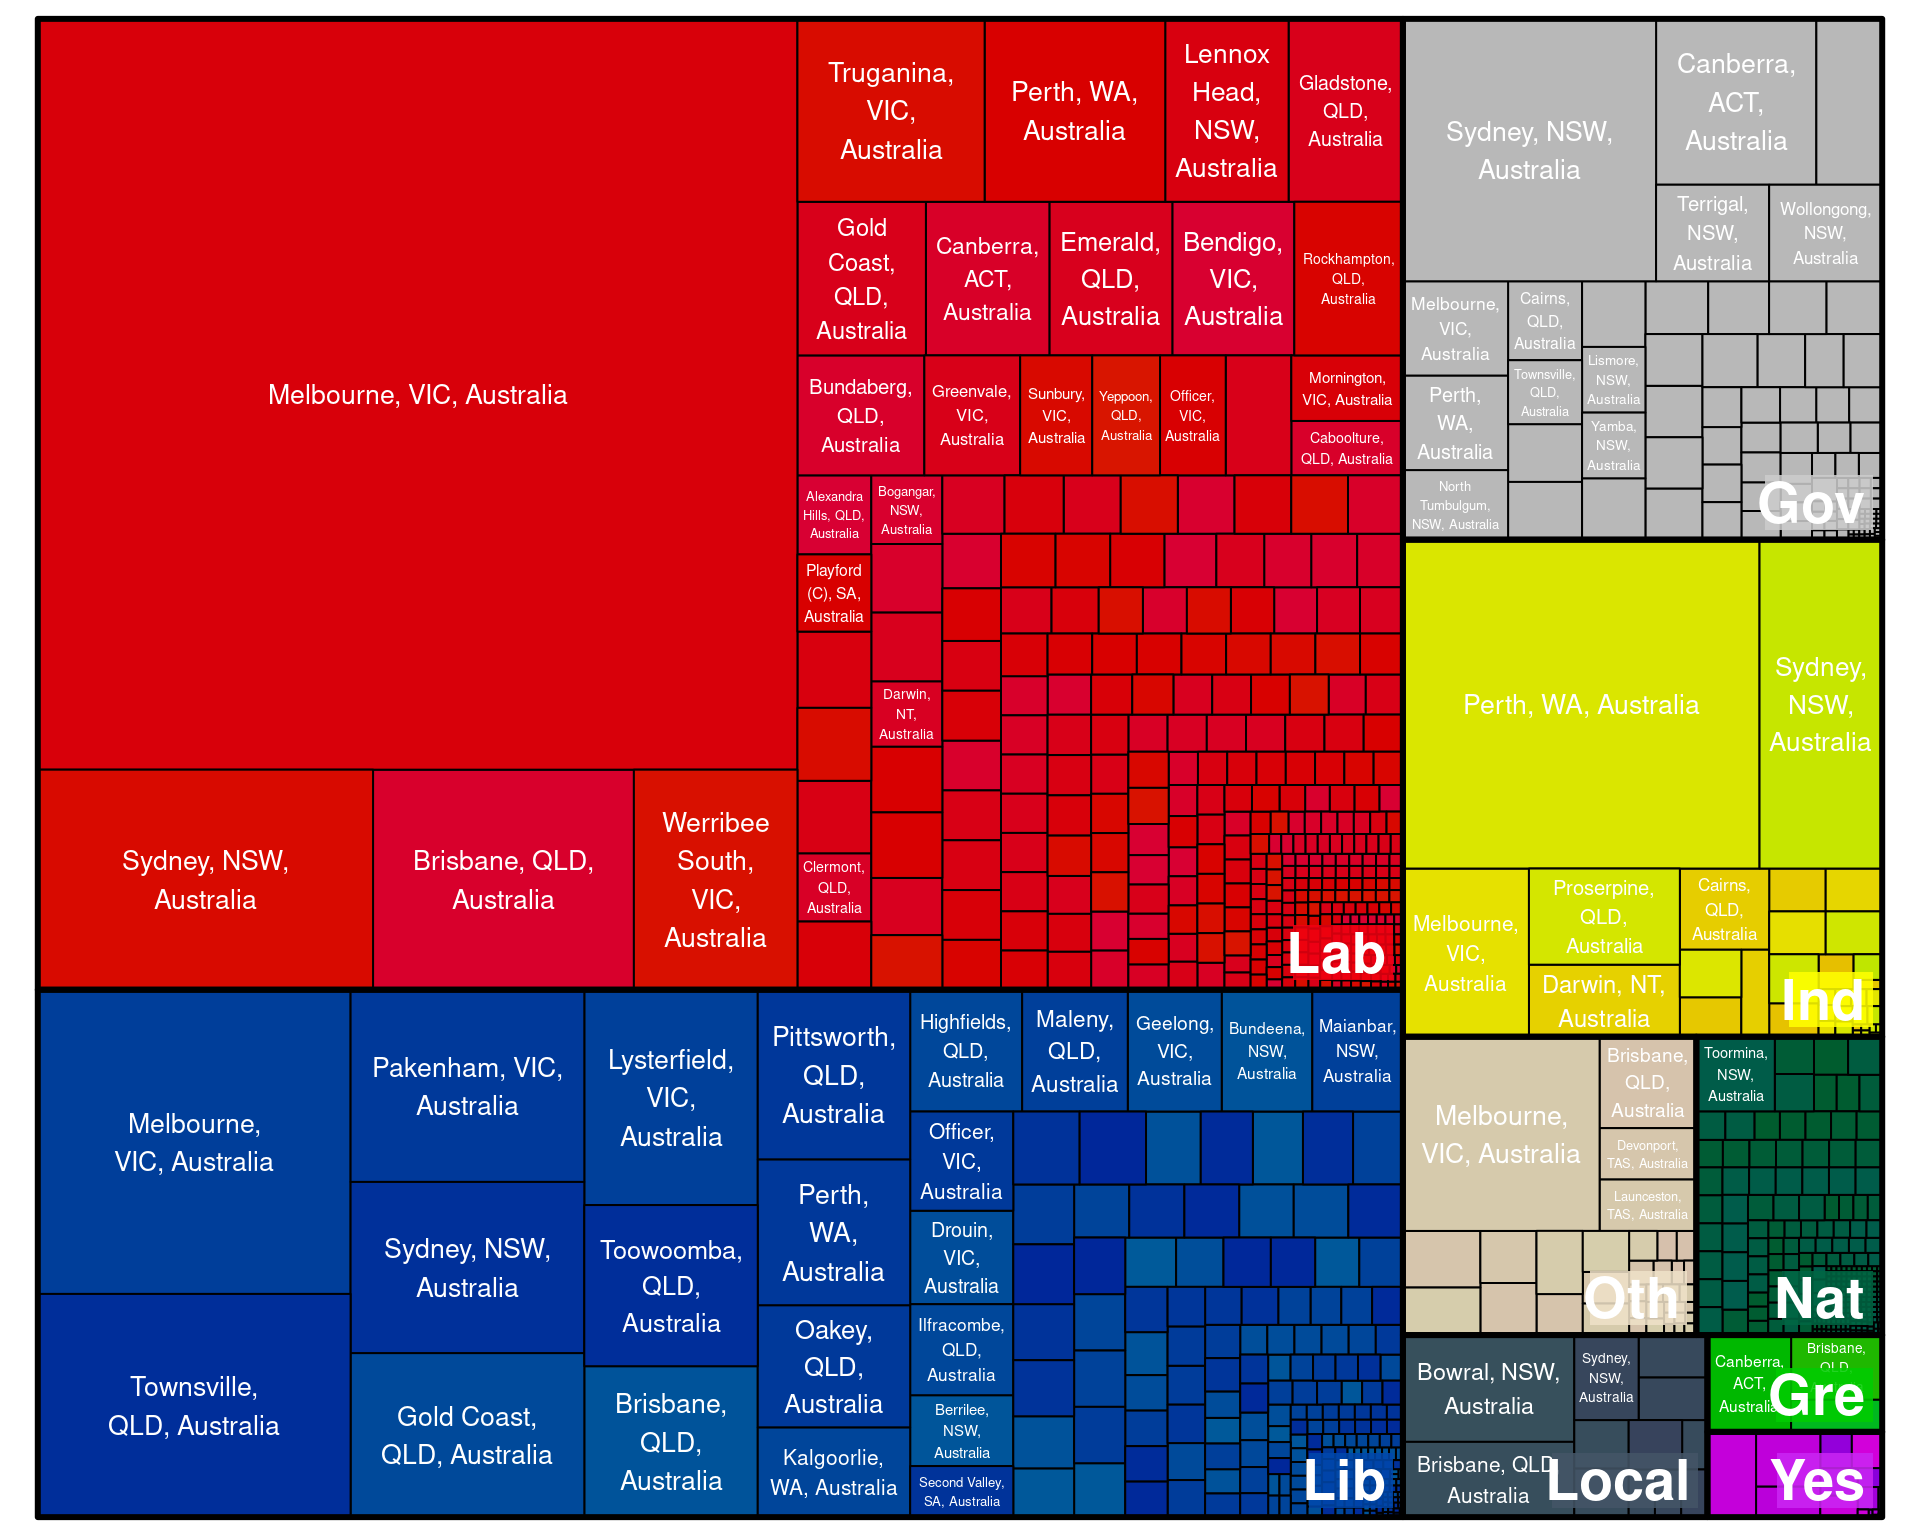 Melbourne, VIC, Australia
Sydney, NSW,
Australia
Brisbane, QLD,
Australia
Werribee
South,
VIC,
Australia
Truganina,
VIC,
Australia
Perth, WA,
Australia
Lennox
Head,
NSW,
Australia
Gladstone,
QLD,
Australia
Gold
Coast,
QLD,
Australia
Canberra,
ACT,
Australia
Emerald,
QLD,
Australia
Bendigo,
VIC,
Australia
Rockhampton,
QLD,
Australia
Bundaberg,
QLD,
Australia
Greenvale,
VIC,
Australia
Sunbury,
VIC,
Australia
Yeppoon,
QLD,
Australia
Officer,
VIC,
Australia
Mornington,
VIC, Australia
Caboolture,
QLD, Australia
Alexandra
Hills, QLD,
Australia
Bogangar,
NSW,
Australia
Playford
(C), SA,
Australia
Darwin,
NT,
Australia
Clermont,
QLD,
Australia
Lab
Melbourne,
VIC, Australia
Townsville,
QLD, Australia
Pakenham, VIC,
Australia
Sydney, NSW,
Australia
Gold Coast,
QLD, Australia
Lysterfield,
VIC,
Australia
Toowoomba,
QLD,
Australia
Brisbane,
QLD,
Australia
Pittsworth,
QLD,
Australia
Perth,
WA,
Australia
Oakey,
QLD,
Australia
Kalgoorlie,
WA, Australia
Highfields,
QLD,
Australia
Maleny,
QLD,
Australia
Geelong,
VIC,
Australia
Bundeena,
NSW,
Australia
Maianbar,
NSW,
Australia
Officer,
VIC,
Australia
Drouin,
VIC,
Australia
Ilfracombe,
QLD,
Australia
Berrilee,
NSW,
Australia
Second Valley,
SA, Australia
Lib
Sydney, NSW,
Australia
Canberra,
ACT,
Australia
Terrigal,
NSW,
Australia
Wollongong,
NSW,
Australia
Melbourne,
VIC,
Australia
Cairns,
QLD,
Australia
Perth,
WA,
Australia
Townsville,
QLD,
Australia
Lismore,
NSW,
Australia
Yamba,
NSW,
Australia
North
Tumbulgum,
NSW, Australia
Gov
Perth, WA, Australia
Sydney,
NSW,
Australia
Melbourne,
VIC,
Australia
Proserpine,
QLD,
Australia
Darwin, NT,
Australia
Cairns,
QLD,
Australia
Ind
Melbourne,
VIC, Australia
Brisbane,
QLD,
Australia
Devonport,
TAS, Australia
Launceston,
TAS, Australia
Oth
Toormina,
NSW,
Australia
Nat
Bowral, NSW,
Australia
Brisbane, QLD,
Australia
Sydney,
NSW,
Australia
Local
Canberra,
ACT,
Australia
Brisbane,
QLD,
Gre
Yes